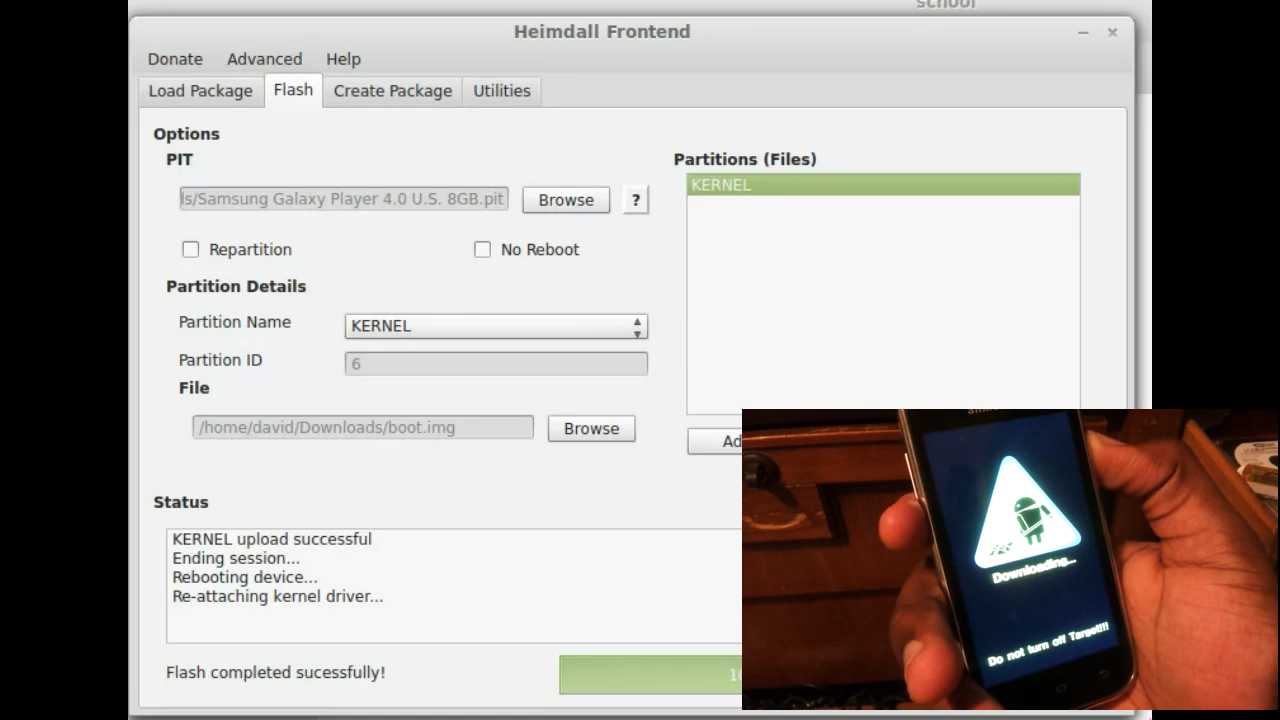 school
Heimdall Frontend
Donate Advanced Help
Load Package Flash Create Package Utilities
Options
PIT
Partitions (Files)
ls/Samsung Galaxy Player 4.0 U.S. 8GB.pit Browse ?
KERNEL
Repartition No Reboot
Partition Details
Partition Name KERNEL
Partition ID 6
File
/home/david/Downloads/boot.img Browse
Status
KERNEL upload successful
Ending session...
Rebooting device...
Re-attaching kernel driver...
Flash completed sucessfully!
Downloading...
Do not turn off Target!!!